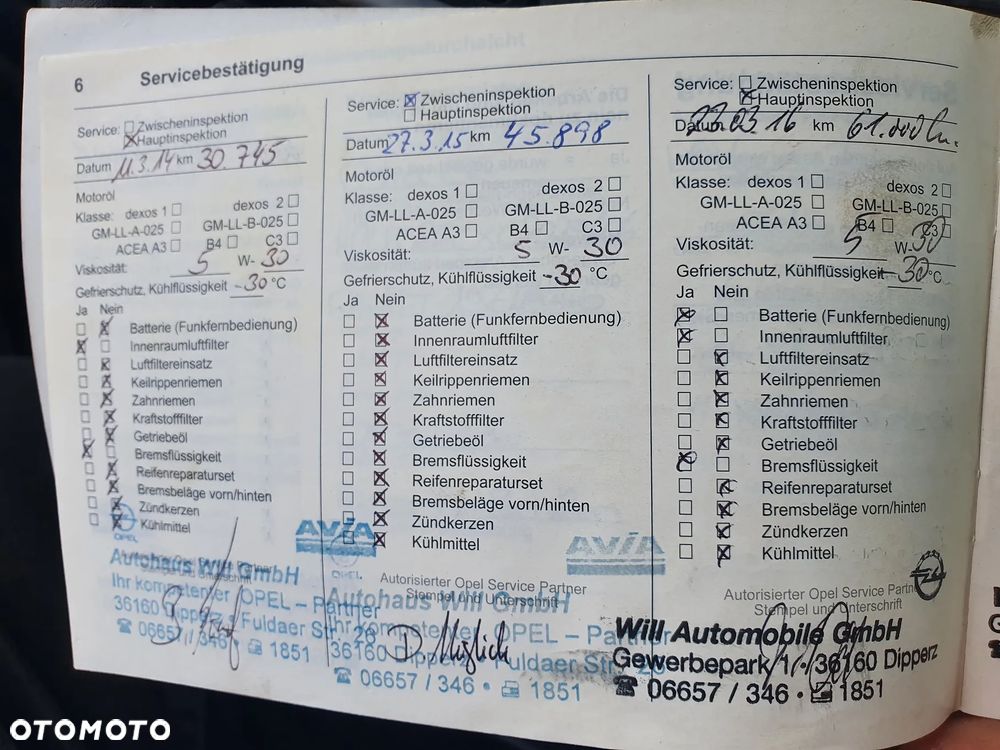 6 Servicebestätigung
Service: Zwischeninspektion
Hauptinspektion
Datum 11.3.14 km 30.745
Motoröl
Klasse: dexos 1 dexos 2
GM-LL-A-025 GM-LL-B-025
ACEA A3 B4 C3
Viskosität: 5 W- 30
Gefrierschutz, Kühlflüssigkeit -30 °C
Ja Nein
Batterie (Funkfernbedienung)
Innenraumluftfilter
Luftfiltereinsatz
Keilrippenriemen
Zahnriemen
Kraftstofffilter
Getriebeöl
Bremsflüssigkeit
Reifenreparaturset
Bremsbeläge vorn/hinten
Zündkerzen
Kühlmittel
OPEL
Autohaus Will GmbH
Ihr kompetenter OPEL – Partner
36160 Dipperz, Fuldaer Str. 28
06657 / 346 • 1851
Service: Zwischeninspektion
Hauptinspektion
Datum 27.3.15 km 45.898
Motoröl
Klasse: dexos 1 dexos 2
GM-LL-A-025 GM-LL-B-025
ACEA A3 B4 C3
Viskosität: 5 W- 30
Gefrierschutz, Kühlflüssigkeit -30 °C
Ja Nein
Batterie (Funkfernbedienung)
Innenraumluftfilter
Luftfiltereinsatz
Keilrippenriemen
Zahnriemen
Kraftstofffilter
Getriebeöl
Bremsflüssigkeit
Reifenreparaturset
Bremsbeläge vorn/hinten
Zündkerzen
Kühlmittel
AVIA
OPEL
Autorisierter Opel Service Partner
Stempel und Unterschrift
Autohaus Will GmbH
Ihr kompetenter OPEL – Partner
36160 Dipperz, Fuldaer Str. 28
06657 / 346 • 1851
Service: Zwischeninspektion
Hauptinspektion
Datum 23.03.16 km 61.000
Motoröl
Klasse: dexos 1 dexos 2
GM-LL-A-025 GM-LL-B-025
ACEA A3 B4 C3
Viskosität: 5 W- 30
Gefrierschutz, Kühlflüssigkeit -30 °C
Ja Nein
Batterie (Funkfernbedienung)
Innenraumluftfilter
Luftfiltereinsatz
Keilrippenriemen
Zahnriemen
Kraftstofffilter
Getriebeöl
Bremsflüssigkeit
Reifenreparaturset
Bremsbeläge vorn/hinten
Zündkerzen
Kühlmittel
AVIA
Autorisierter Opel Service Partner
Stempel und Unterschrift
Will Automobile GmbH
Gewerbepark 1 • 36160 Dipperz
06657 / 346 • 1851
OTOMOTO